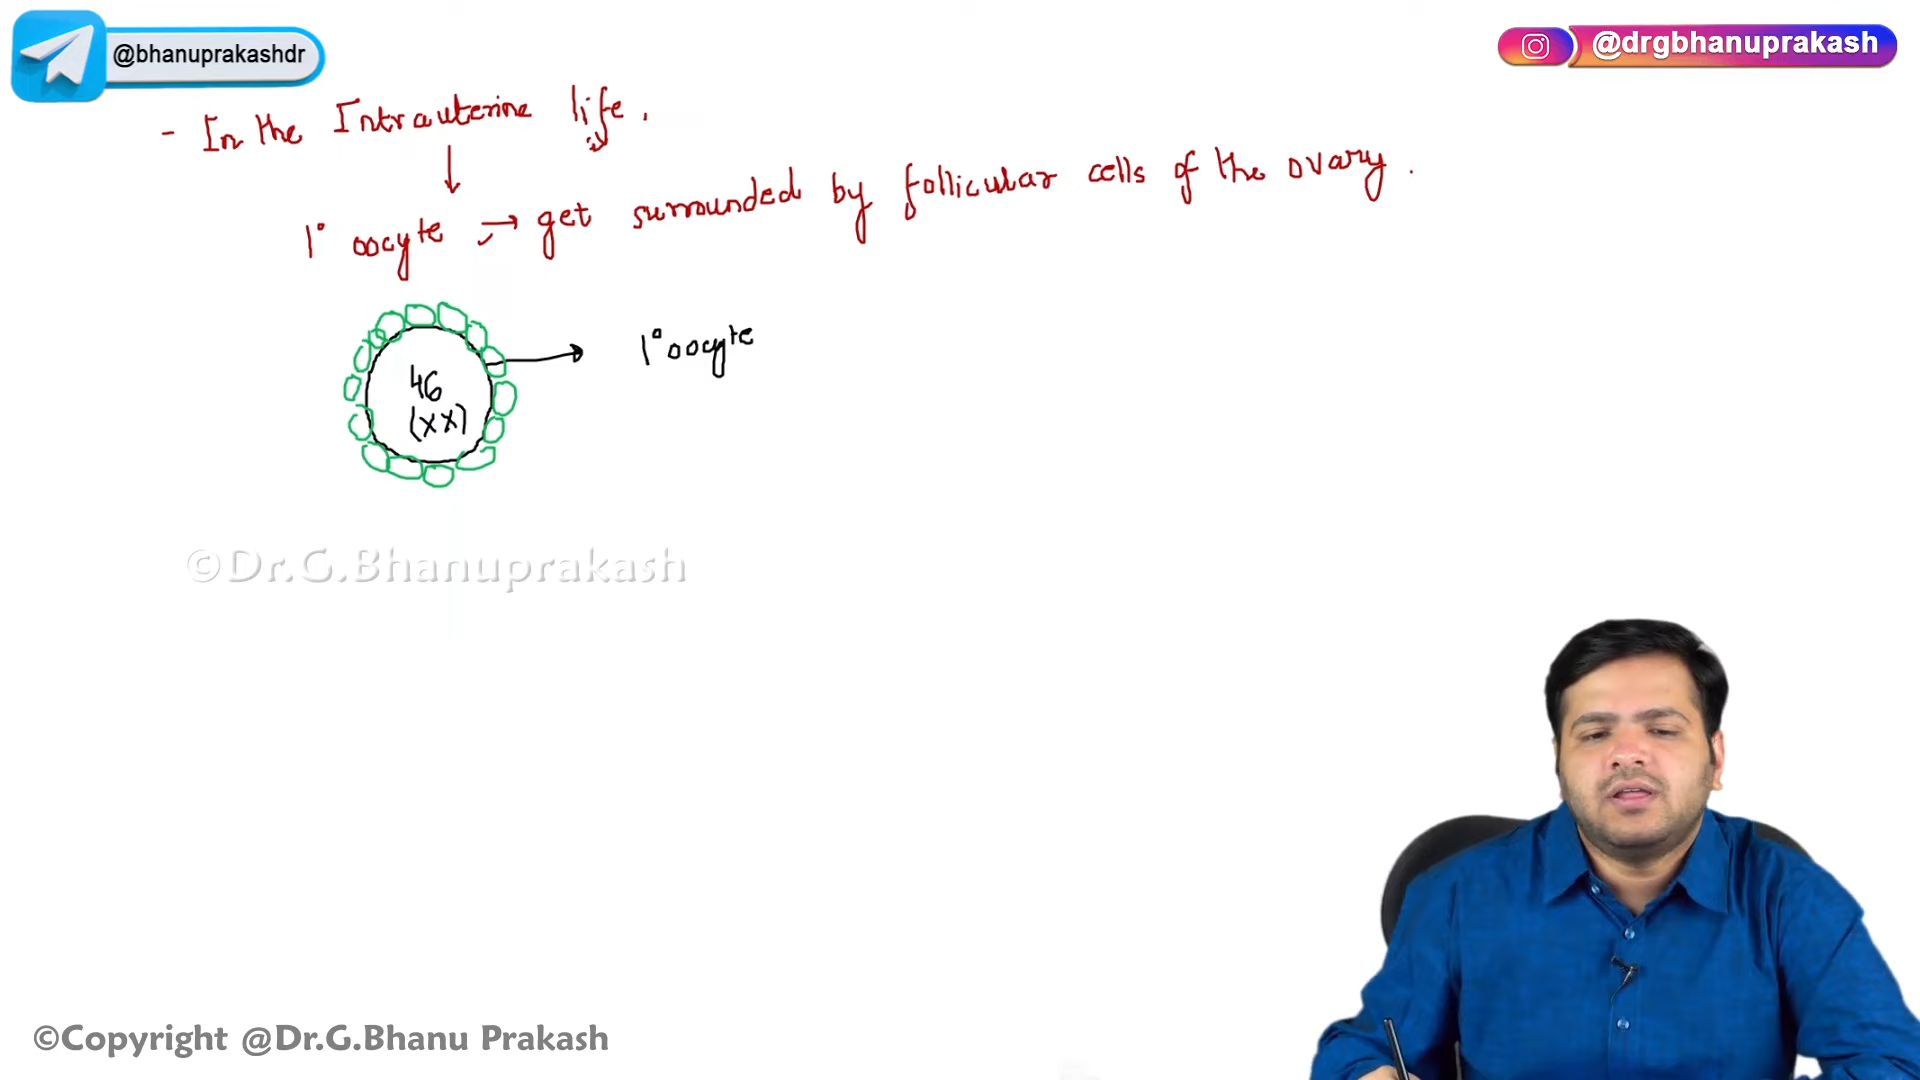 @bhanuprakashdr
@drgbhanuprakash
- In the Intrauterine life.
↓
1° oocyte → get surrounded by follicular cells of the ovary.
→ 1° oocyte
46
(XX)
©Dr.G.Bhanuprakash
©Copyright @Dr.G.Bhanu Prakash